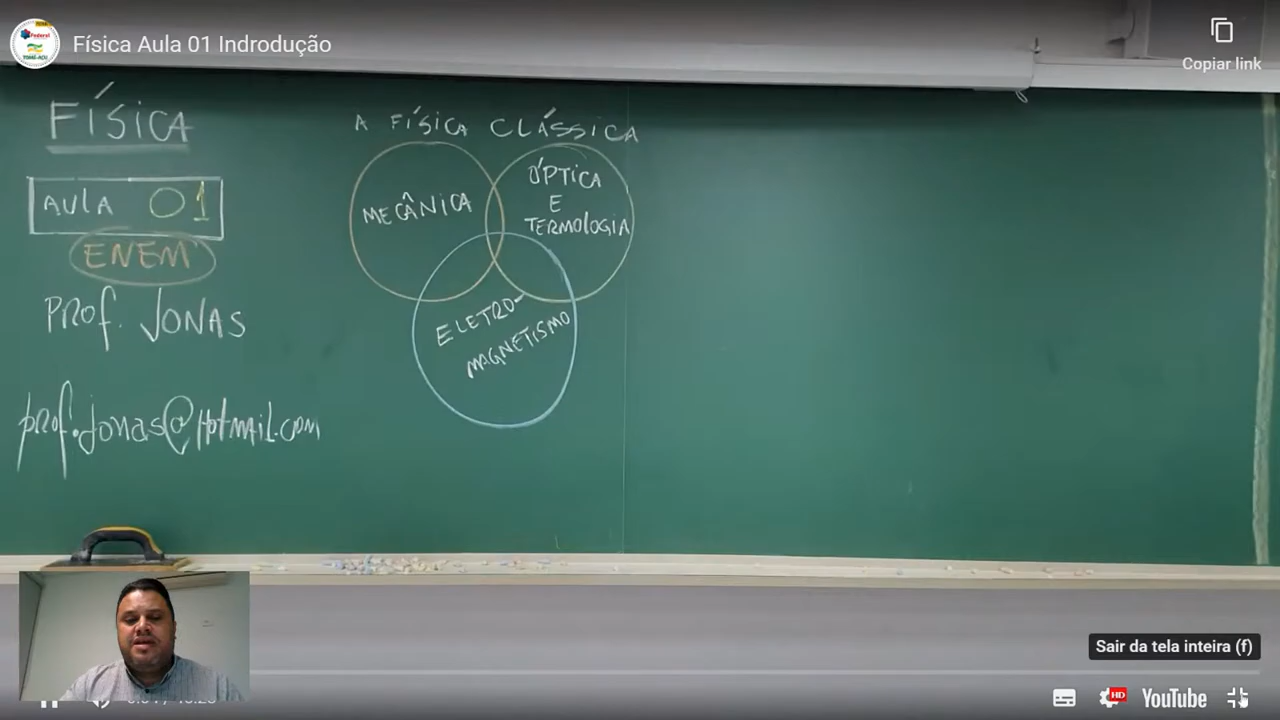 Física Aula 01 Indrodução
Copiar link
FÍSICA
AULA 01
ENEM
PROF. JONAS
prof.jonas@hotmail.com
A FÍSICA CLÁSSICA
MECÂNICA
ÓPTICA
E
TERMOLOGIA
ELETRO-
MAGNETISMO
Sair da tela inteira (f)
HD
YouTube